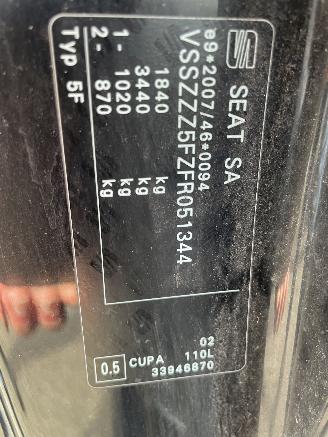 SEAT SA
e9*2007/46*0094
VSSZZZ5FZFR051344
1840 kg
3440 kg
1- 1020 kg
2- 870 kg
Typ 5F
02
0.5 CUPA 110L
33946870